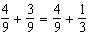 4/9 + 3/9 = 4/9 + 1/3